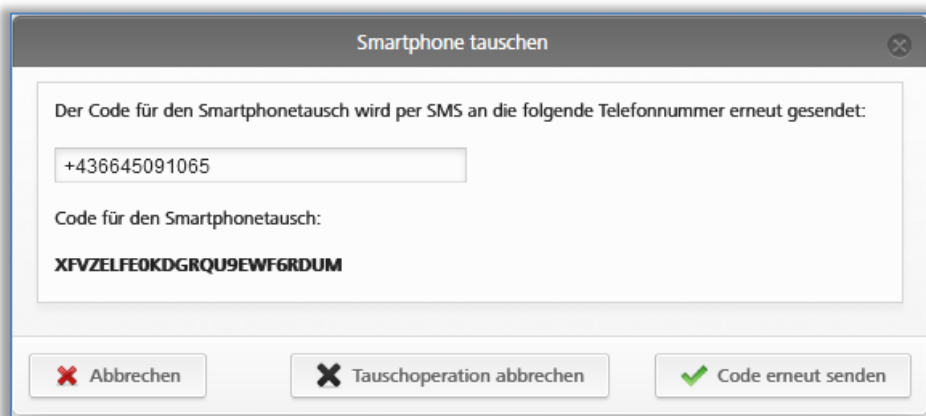 Smartphone tauschen
Der Code für den Smartphonetausch wird per SMS an die folgende Telefonnummer erneut gesendet:
+436645091065
Code für den Smartphonetausch:
XFVZELFE0KDGRQU9EWF6RDUM
Abbrechen
Tauschoperation abbrechen
Code erneut senden